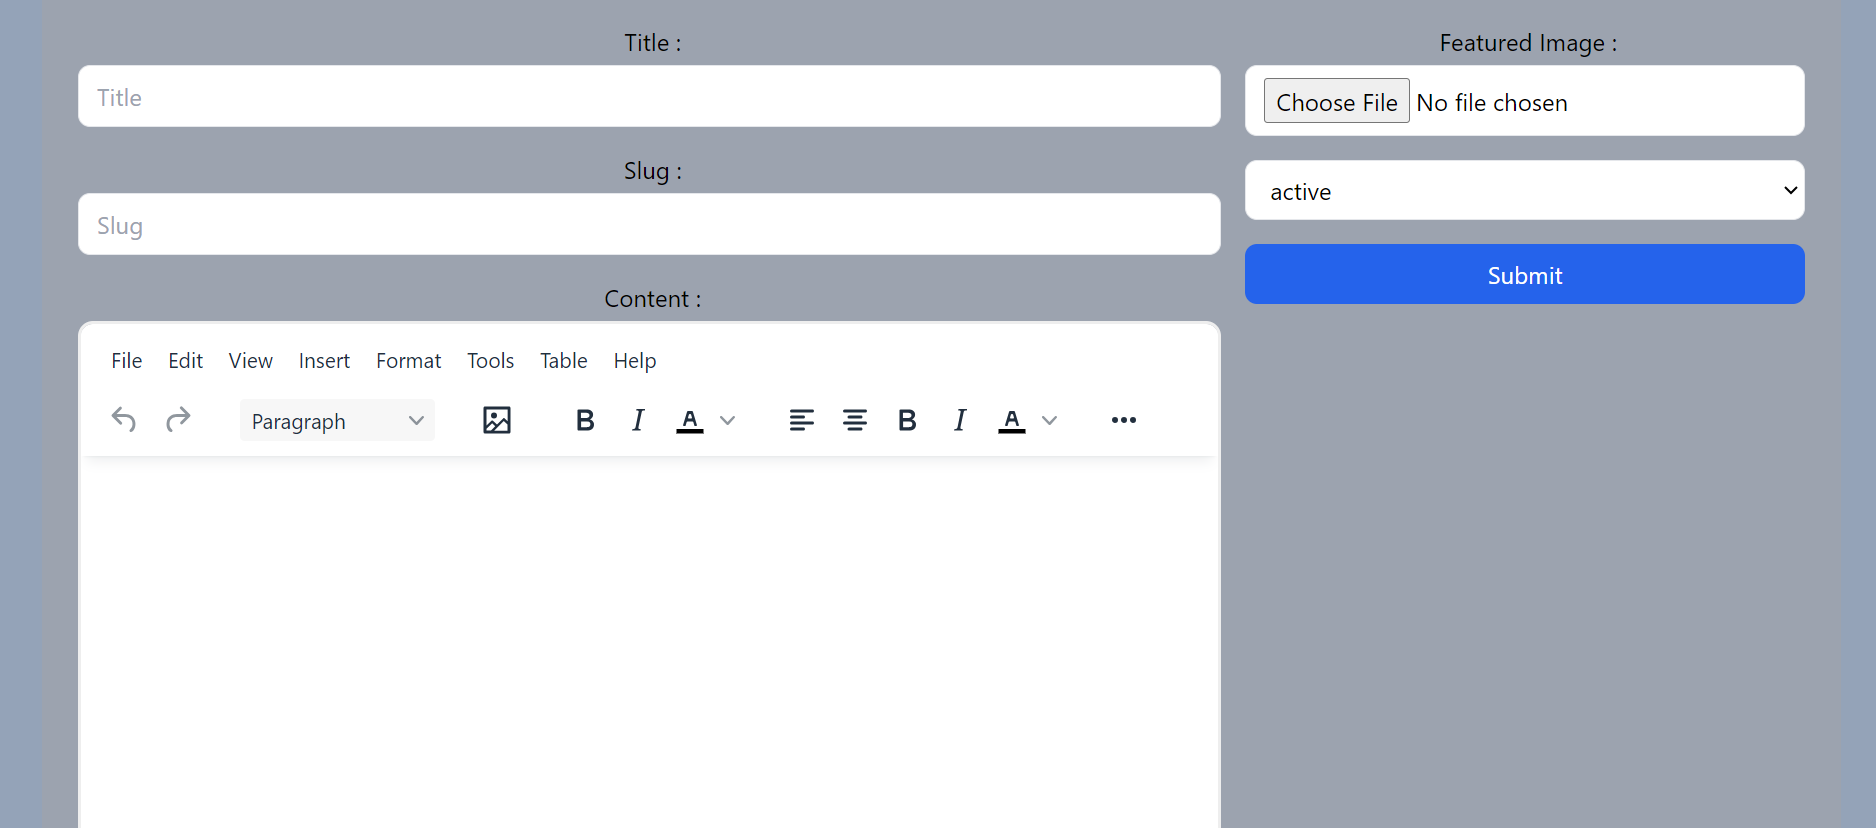 Title :
Title
Slug :
Slug
Content :
File Edit View Insert Format Tools Table Help
Paragraph B I A B I A
Featured Image :
Choose File No file chosen
active
Submit